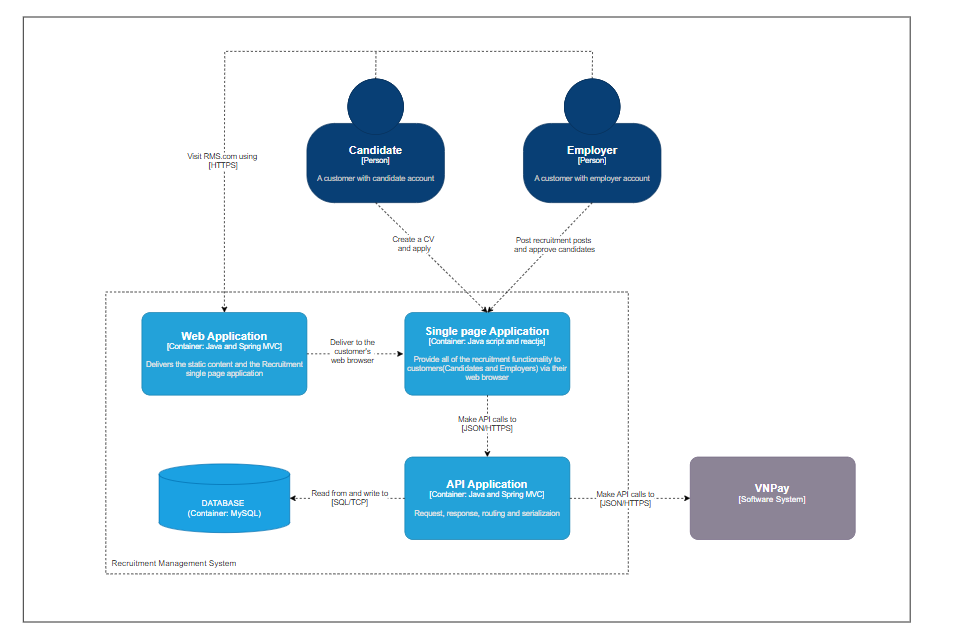 Candidate
[Person]
A customer with candidate account
Employer
[Person]
A customer with employer account
Visit RMS.com using
[HTTPS]
Create a CV
and apply
Post recruitment posts
and approve candidates
Web Application
[Container: Java and Spring MVC]
Delivers the static content and the Recruitment
single page application
Deliver to the
customer's
web browser
Single page Application
[Container: Java script and reactjs]
Provide all of the recruitment functionality to
customers(Candidates and Employers) via their
web browser
Make API calls to
[JSON/HTTPS]
DATABASE
(Container: MySQL)
Read from and write to
[SQL/TCP]
API Application
[Container: Java and Spring MVC]
Request, response, routing and serializaion
Make API calls to
[JSON/HTTPS]
VNPay
[Software System]
Recruitment Management System